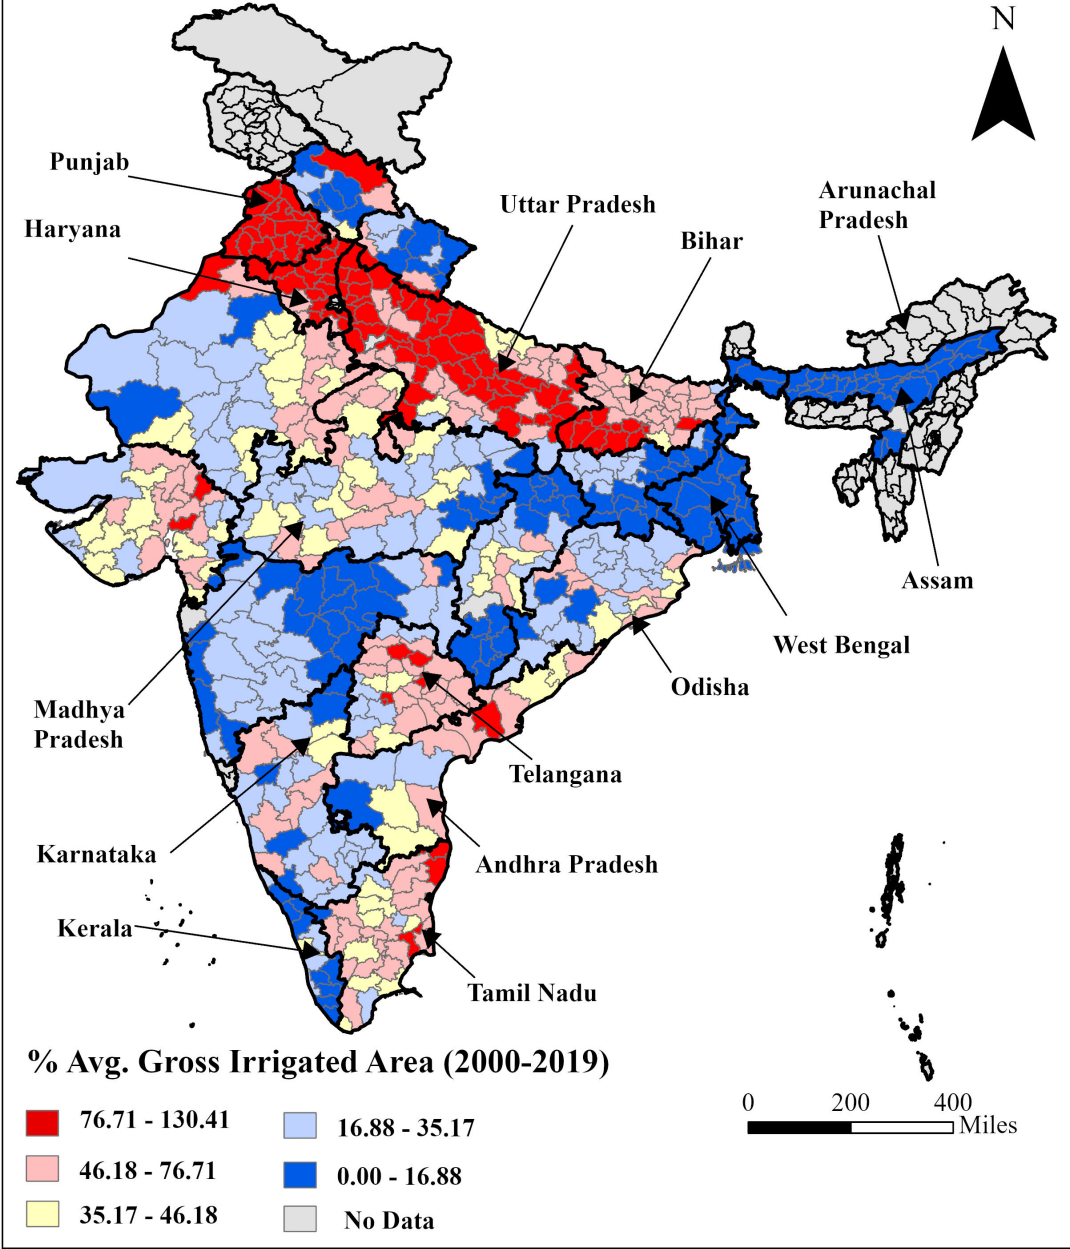 N
Punjab
Haryana
Uttar Pradesh
Bihar
Arunachal
Pradesh
Assam
West Bengal
Odisha
Madhya
Pradesh
Telangana
Karnataka
Andhra Pradesh
Kerala
Tamil Nadu
% Avg. Gross Irrigated Area (2000-2019)
76.71 - 130.41
46.18 - 76.71
35.17 - 46.18
16.88 - 35.17
0.00 - 16.88
No Data
0 200 400
Miles